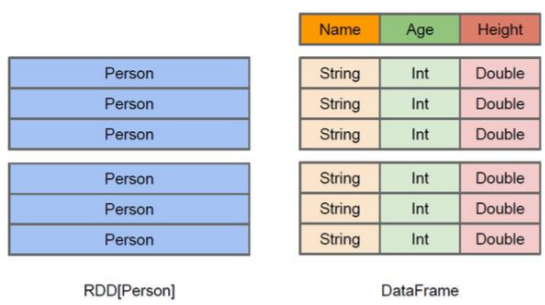 Name Age Height
Person String Int Double
Person String Int Double
Person String Int Double
Person String Int Double
Person String Int Double
Person String Int Double
RDD[Person] DataFrame